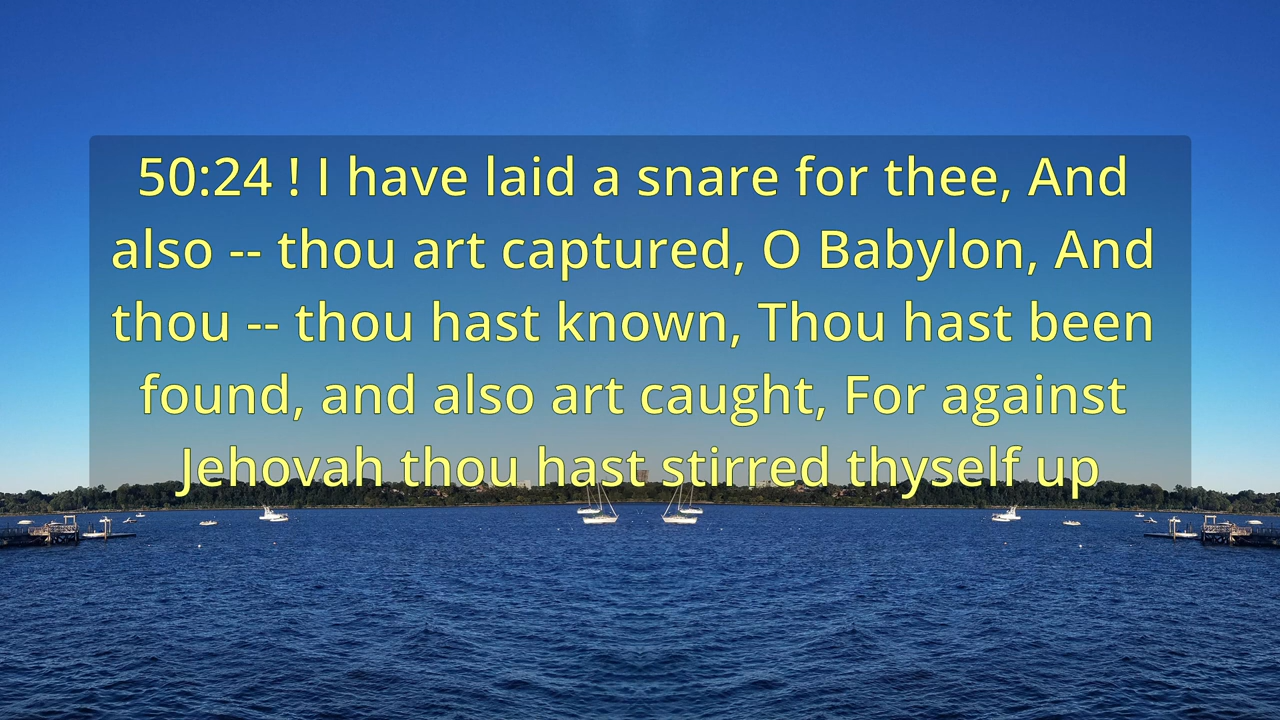 50:24 ! I have laid a snare for thee, And
also -- thou art captured, O Babylon, And
thou -- thou hast known, Thou hast been
found, and also art caught, For against
Jehovah thou hast stirred thyself up